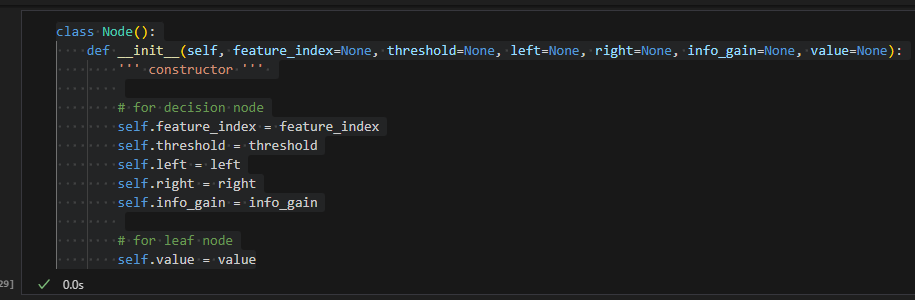 class Node():
    def __init__(self, feature_index=None, threshold=None, left=None, right=None, info_gain=None, value=None):
        ''' constructor '''
        # for decision node
        self.feature_index = feature_index
        self.threshold = threshold
        self.left = left
        self.right = right
        self.info_gain = info_gain
        # for leaf node
        self.value = value
29]
✓ 0.0s